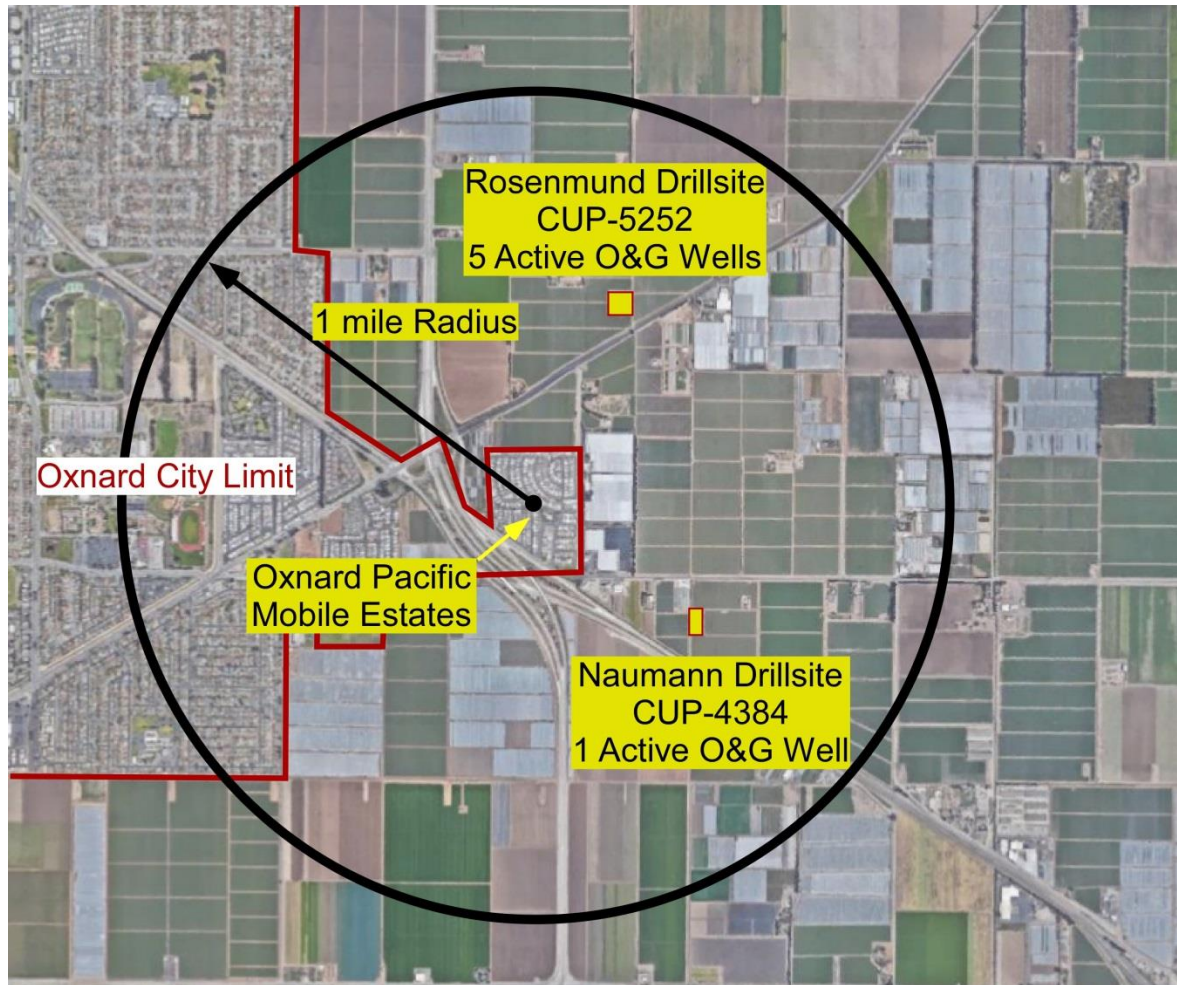 Rosenmund Drillsite
CUP-5252
5 Active O&G Wells
1 mile Radius
Oxnard City Limit
Oxnard Pacific
Mobile Estates
Naumann Drillsite
CUP-4384
1 Active O&G Well